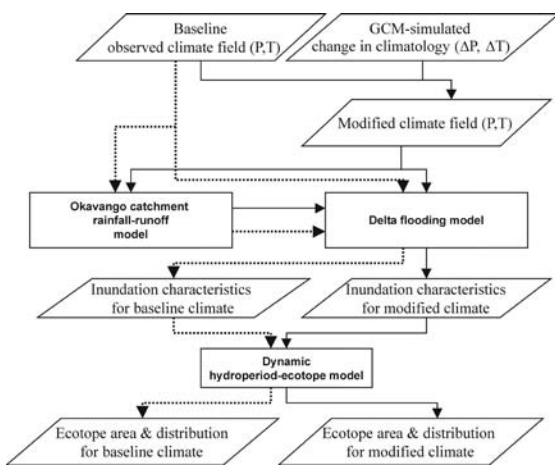 Baseline
observed climate field (P,T)
GCM-simulated
change in climatology (ΔP, ΔT)
Modified climate field (P,T)
Okavango catchment
rainfall-runoff
model
Delta flooding model
Inundation characteristics
for baseline climate
Inundation characteristics
for modified climate
Dynamic
hydroperiod-ecotope model
Ecotope area & distribution
for baseline climate
Ecotope area & distribution
for modified climate